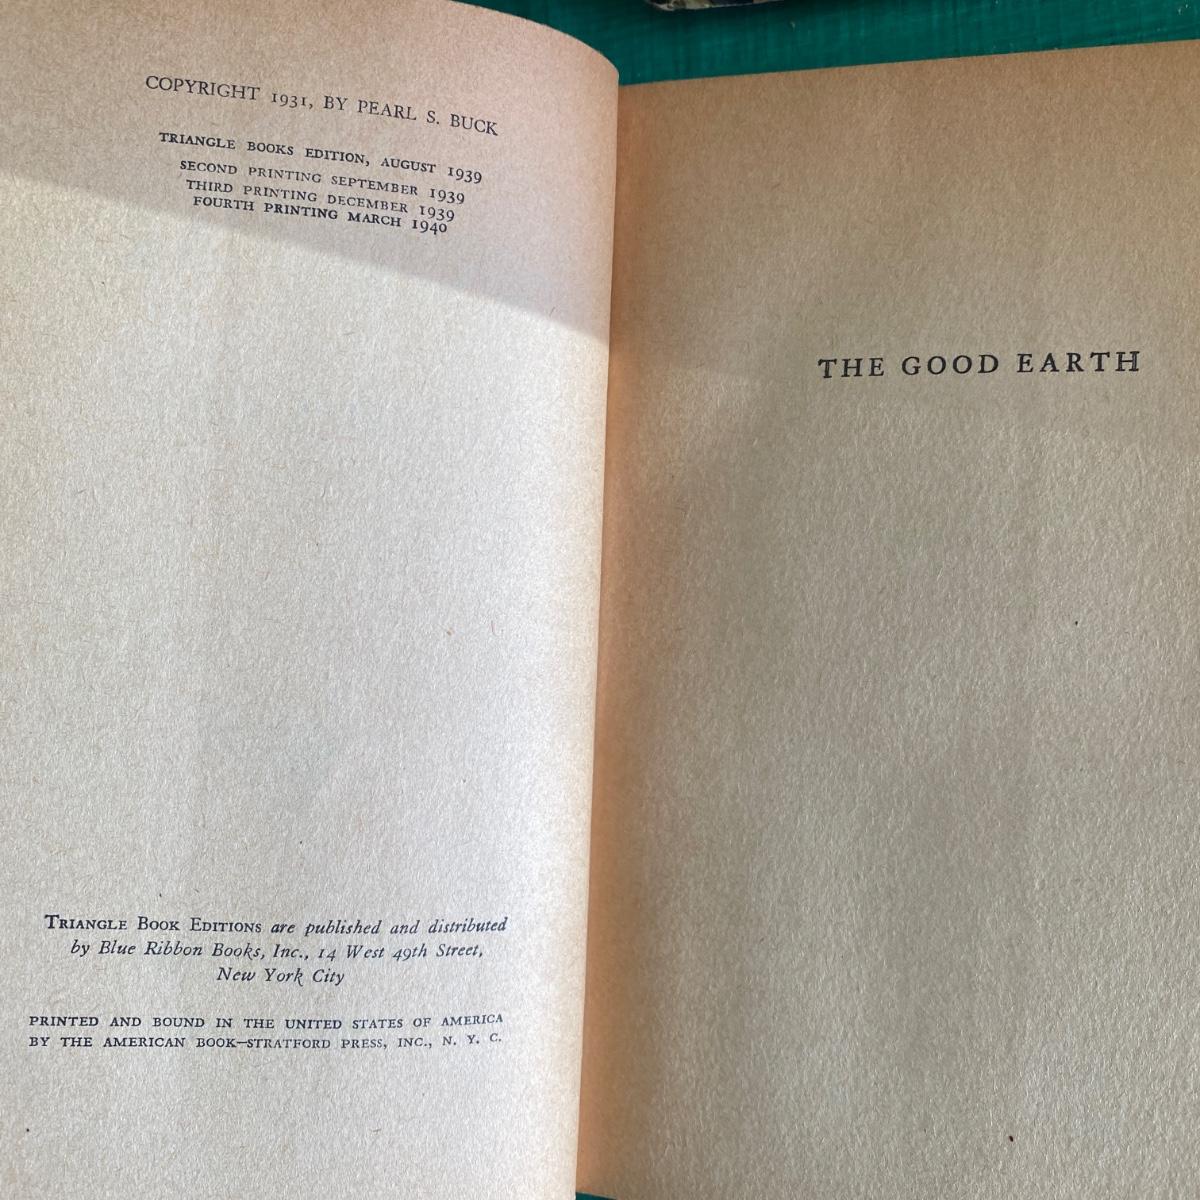 COPYRIGHT 1931, BY PEARL S. BUCK
TRIANGLE BOOKS EDITION, AUGUST 1939
SECOND PRINTING SEPTEMBER 1939
THIRD PRINTING DECEMBER 1939
FOURTH PRINTING MARCH 1940
TRIANGLE BOOK EDITIONS are published and distributed
by Blue Ribbon Books, Inc., 14 West 49th Street,
New York City
PRINTED AND BOUND IN THE UNITED STATES OF AMERICA
BY THE AMERICAN BOOK—STRATFORD PRESS, INC., N. Y. C.
THE GOOD EARTH